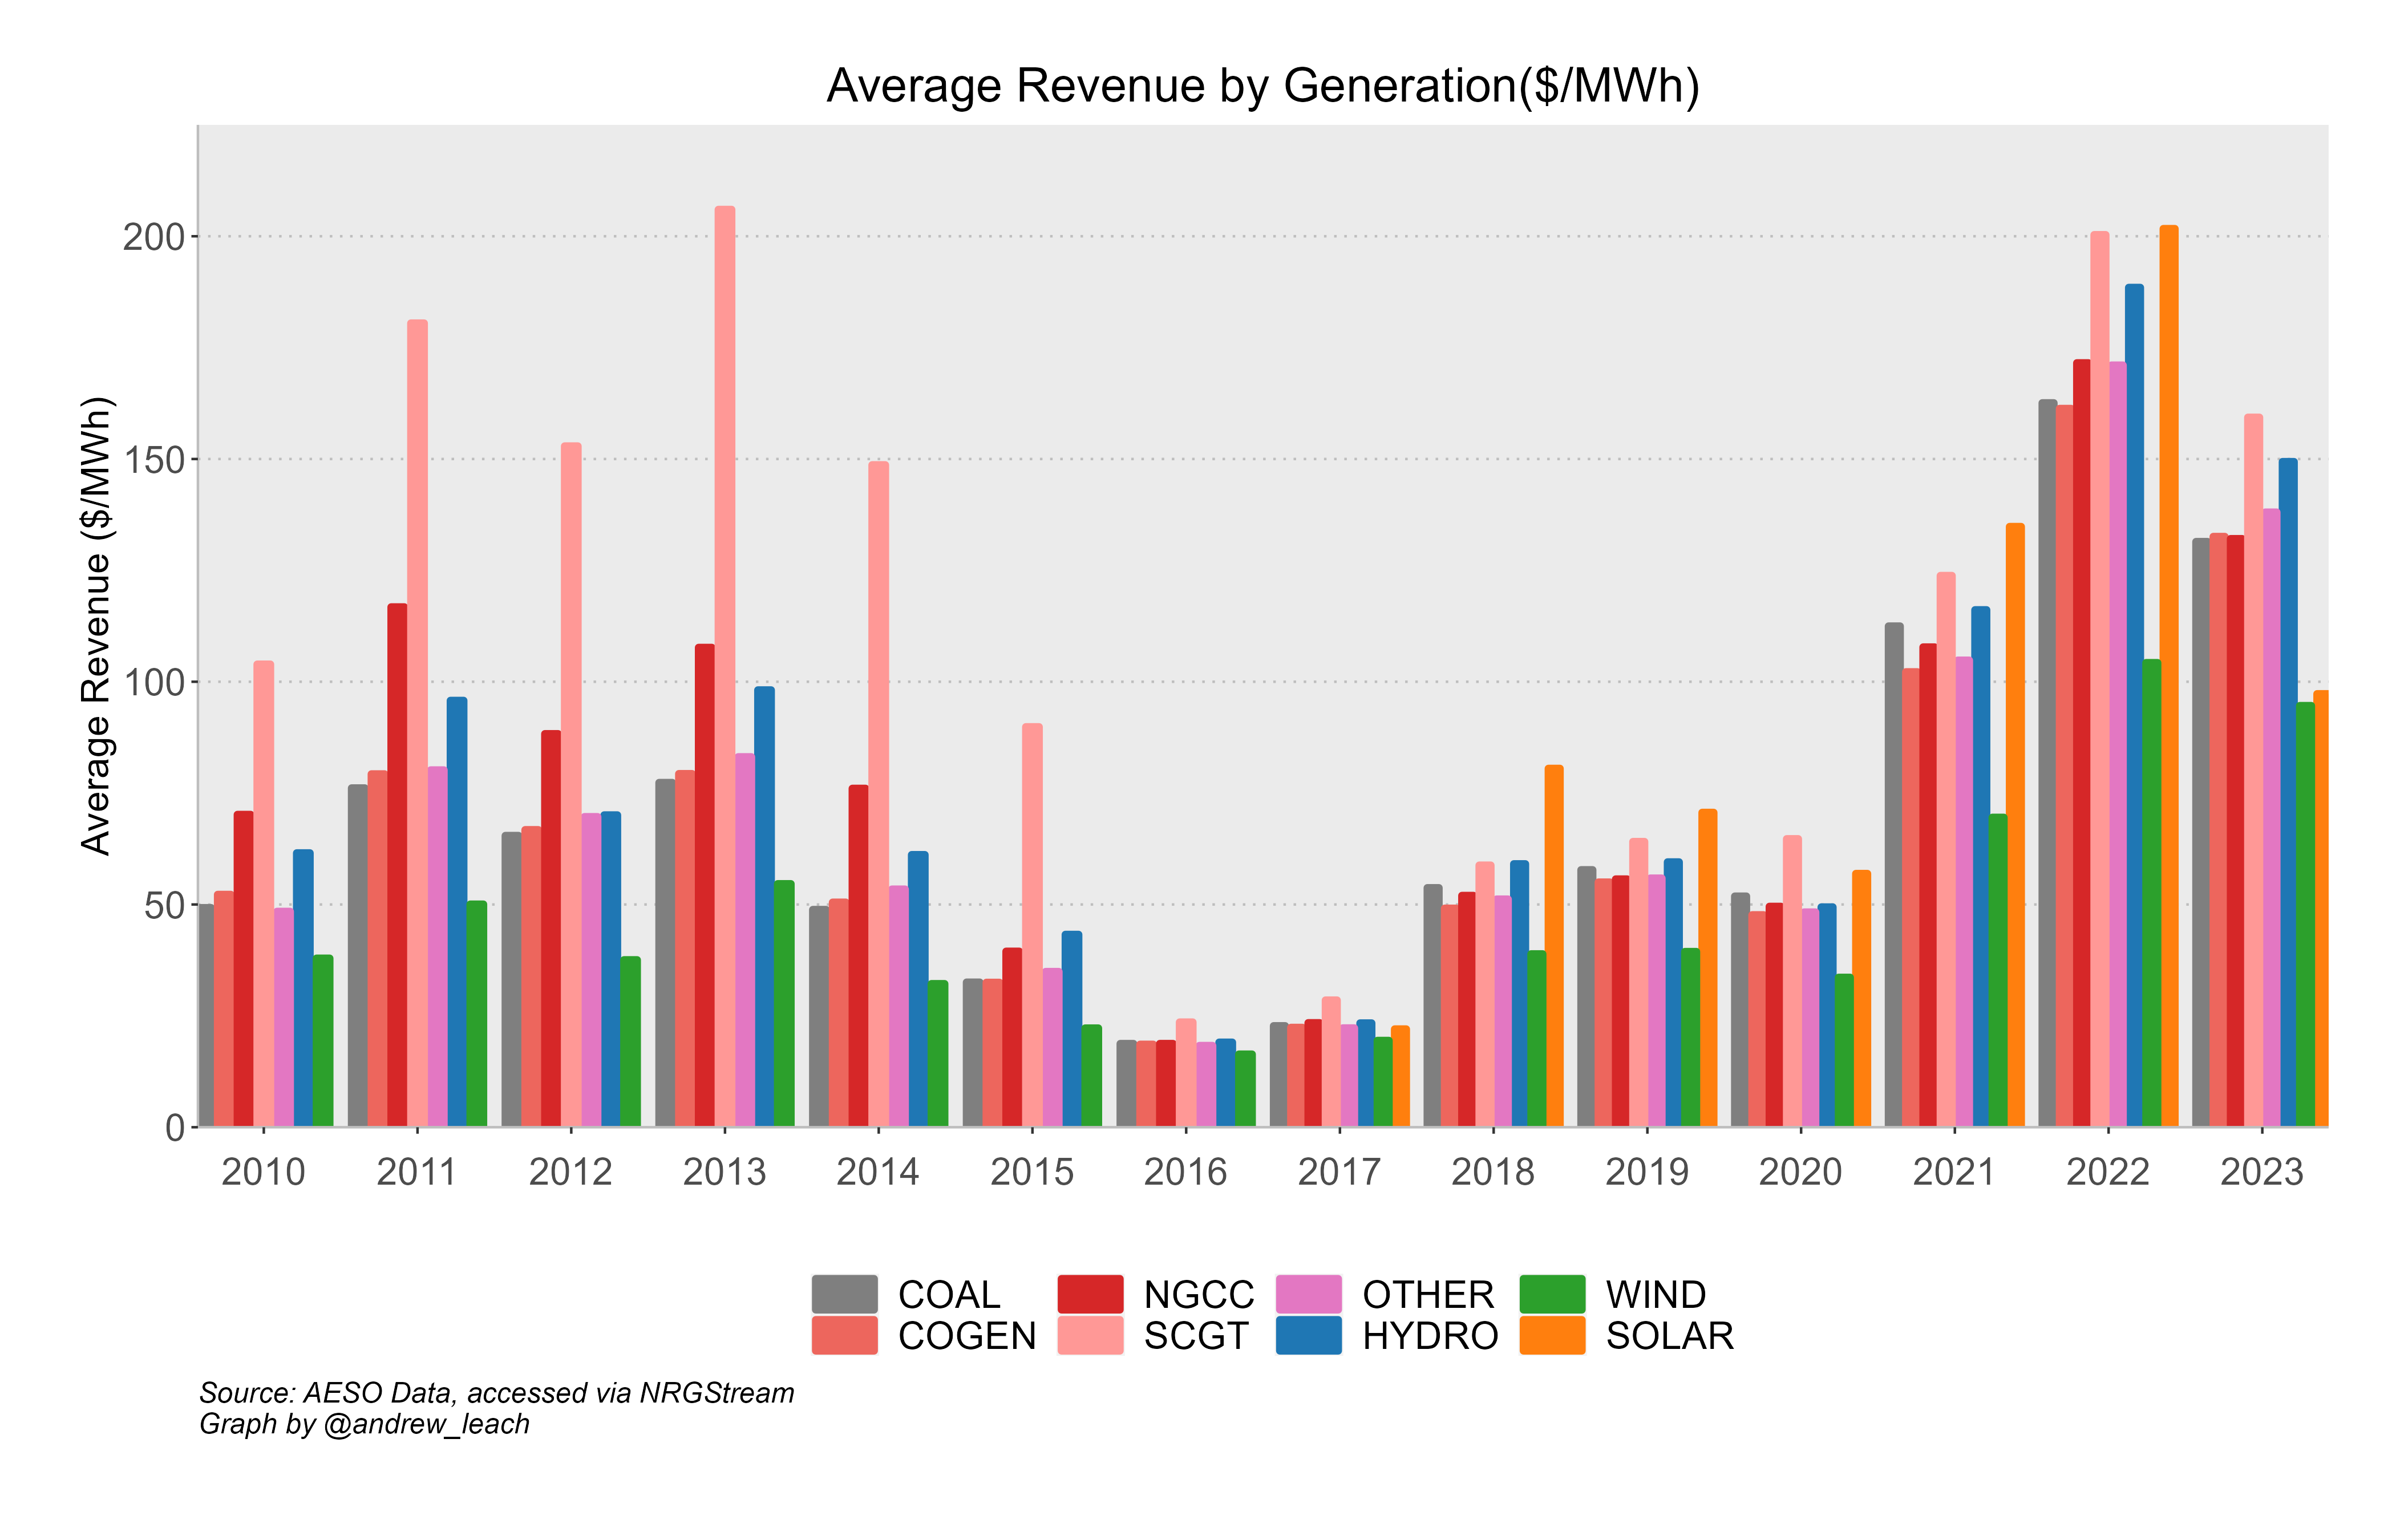 Average Revenue by Generation($/MWh)
Average Revenue ($/MWh)
200
150
100
50
0
2010 2011 2012 2013 2014 2015 2016 2017 2018 2019 2020 2021 2022 2023
COAL NGCC OTHER WIND
COGEN SCGT HYDRO SOLAR
Source: AESO Data, accessed via NRGStream
Graph by @andrew_leach